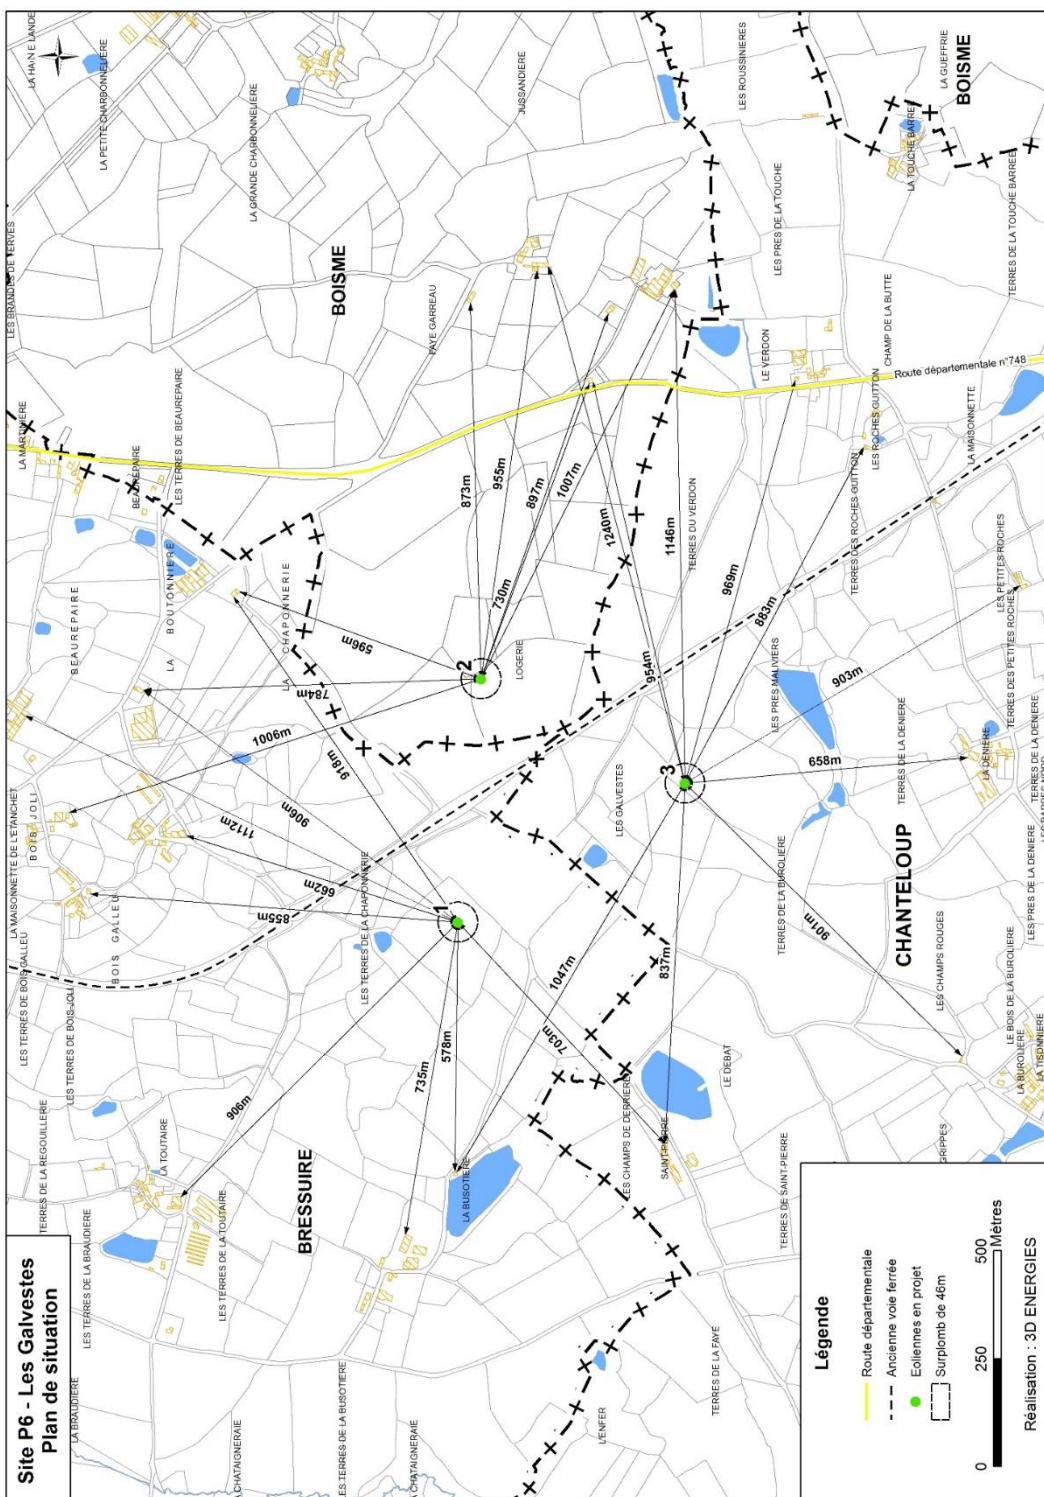 Site P6 - Les Galvestes
Plan de situation
LA HAINE LANDE
LA PETITE CHARBONNELIERE
LA GRANDE CHARBONNELIERE
JUSSANDIERE
LES ROUSSINIERES
LA GUEFFRIE
BOISME
LA TOUCHE BARREE
TERRES DE LA TOUCHE BARREE
LES PRES DE LA TOUCHE
LES BRANDES DE TERVES
BOISME
FAYE GARREAU
LE VERDON
CHAMP DE LA BUTTE
Route départementale n°748
LA MARTINIERE
BEAUREPAIRE
LES TERRES DE BEAUREPAIRE
LES ROCHES GUITTON
LA MAISONNETTE
873m
955m
897m
1007m
1240m
1146m
TERRES DU VERDON
969m
TERRES DES ROCHES GUITTON
883m
BEAUREPAIRE
LA BOUTONNIERE
LA CHAPONNERIE
596m
730m
LOGERIE
2
784m
954m
LES PRES MALIVIERS
903m
LES PETITES ROCHES
TERRES DES PETITES ROCHES
1006m
918m
3
658m
TERRES DE LA DENIERE
LA DENIERE
TERRES DE LA DENIERE
LA MAISONNETTE DE L'ETANCHET
BOIS JOLI
906m
1112m
662m
855m
LES GALVESTES
TERRES DE LA BUROLIERE
CHANTELOUP
LES PRES DE LA DENIERE
LES TERRES DE BOIS GALLEU
BOIS GALLEU
LES TERRES DE LA CHAPONNERIE
1
901m
LES CHAMPS ROUGES
LES TERRES DE BOIS-JOLI
1047m
837m
LE BOIS DE LA BUROLIERE
906m
735m
578m
703m
LE DEBAT
LA BUROLIERE
LA TISONNIERE
TERRES DE LA REGOUILLERIE
LA TOUTAIRE
BRESSUIRE
LA BUSOTIERE
LES CHAMPS DE DERRIERE
SAINT-PIERRE
TERRES DE SAINT-PIERRE
GRIPPES
LES TERRES DE LA BRAUDIERE
LES TERRES DE LA TOUTAIRE
LA BRAUDIERE
LES TERRES DE LA BUSOTIERE
L'ENFER
TERRES DE LA FAYE
CHATAIGNERAIE
CHATAIGNERAIE
Légende
Route départementale
Ancienne voie ferrée
Eoliennes en projet
Surplomb de 46m
0 250 500
Mètres
Réalisation : 3D ENERGIES